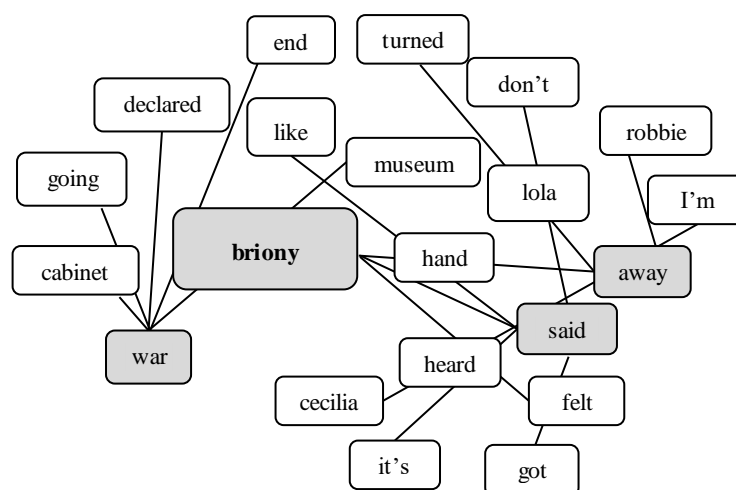 end
turned
don’t
declared
like
robbie
museum
going
lola
I’m
briony
hand
cabinet
away
said
war
heard
cecilia
felt
it’s
got